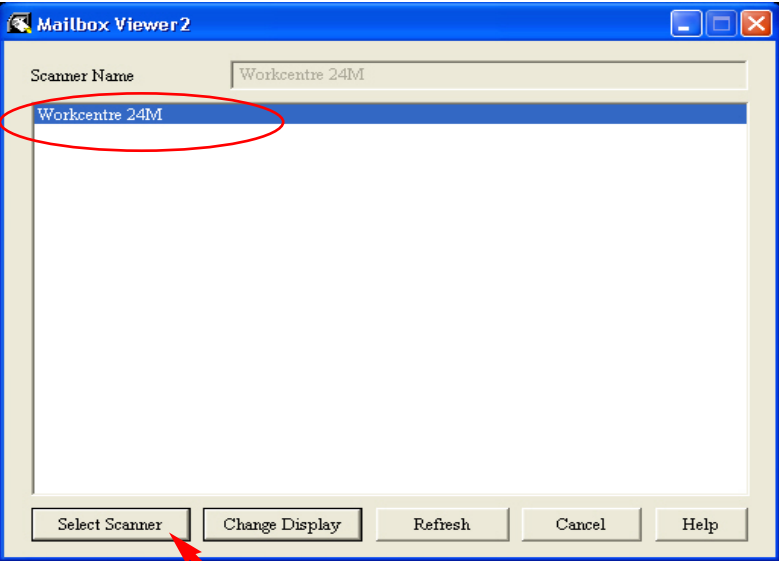 Mailbox Viewer2
Scanner Name Workcentre 24M
Workcentre 24M
Select Scanner Change Display Refresh Cancel Help